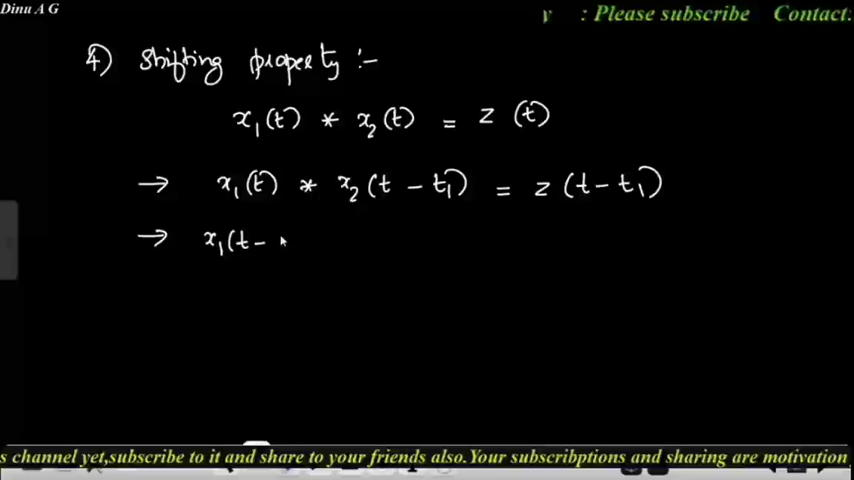 Dinu A G
y : Please subscribe Contact:
4) Shifting property :-
x₁(t) * x₂(t) = z (t)
→ x₁(t) * x₂(t - t₁) = z (t - t₁)
→ x₁(t -
s channel yet,subscribe to it and share to your friends also.Your subscribptions and sharing are motivation